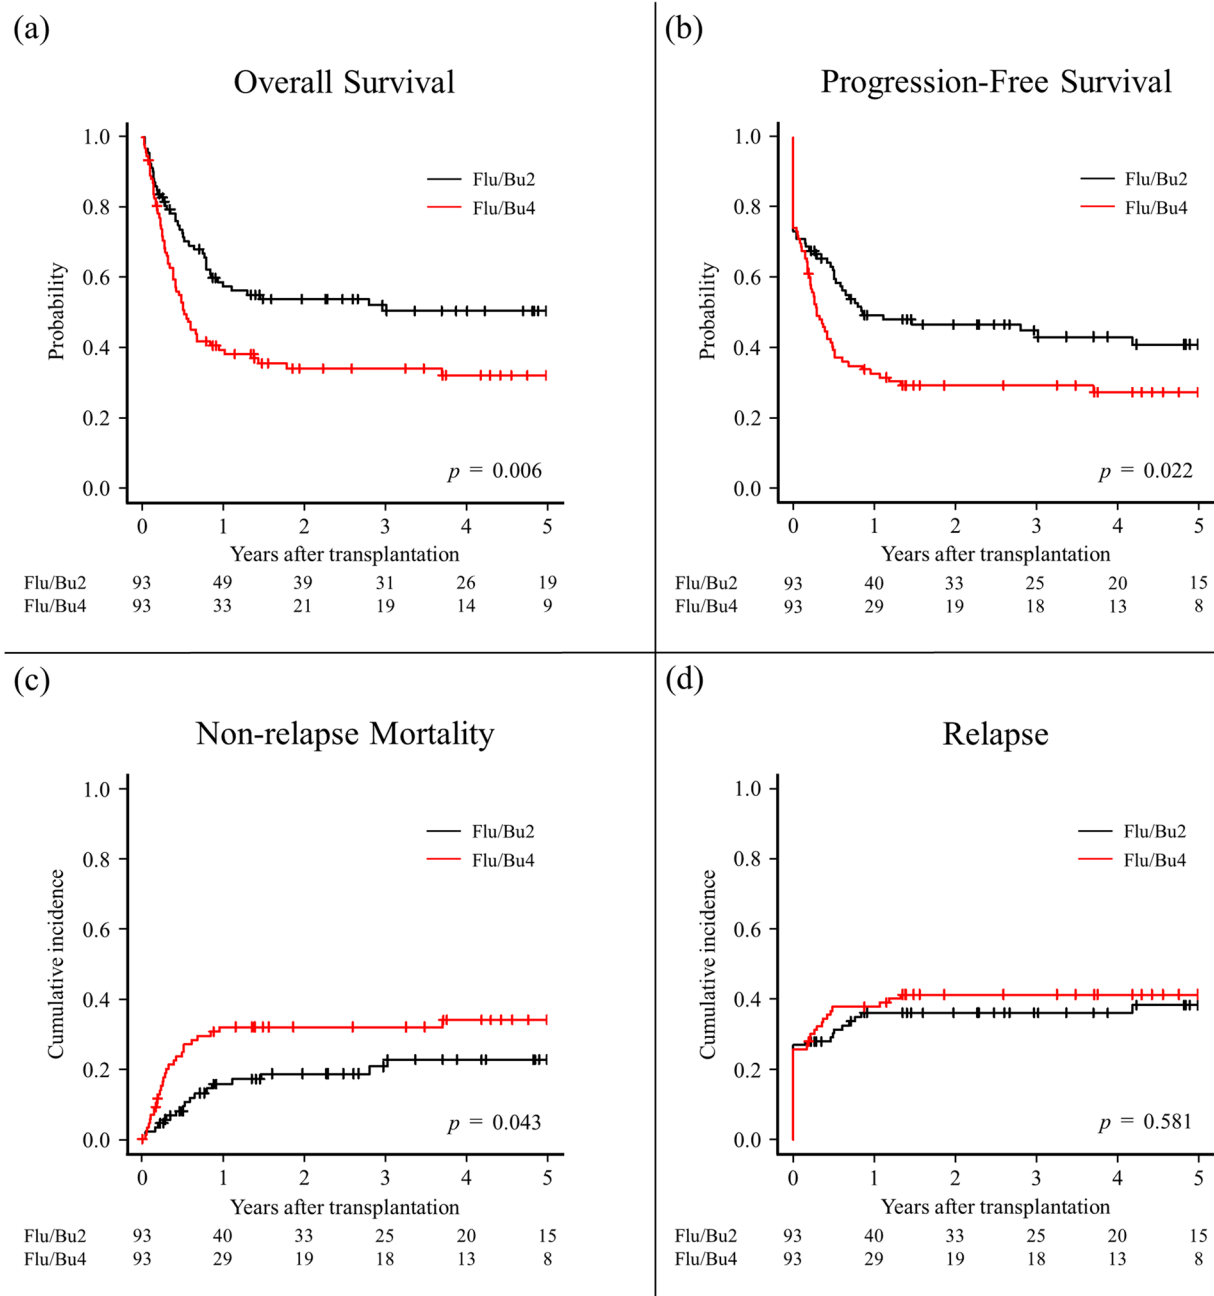 (a)
Overall Survival
Probability
1.0
0.8
0.6
0.4
0.2
0.0
Flu/Bu2
Flu/Bu4
p = 0.006
0 1 2 3 4 5
Years after transplantation
Flu/Bu2 93 49 39 31 26 19
Flu/Bu4 93 33 21 19 14 9
(b)
Progression-Free Survival
Probability
1.0
0.8
0.6
0.4
0.2
0.0
Flu/Bu2
Flu/Bu4
p = 0.022
0 1 2 3 4 5
Years after transplantation
Flu/Bu2 93 40 33 25 20 15
Flu/Bu4 93 29 19 18 13 8
(c)
Non-relapse Mortality
Cumulative incidence
1.0
0.8
0.6
0.4
0.2
0.0
Flu/Bu2
Flu/Bu4
p = 0.043
0 1 2 3 4 5
Years after transplantation
Flu/Bu2 93 40 33 25 20 15
Flu/Bu4 93 29 19 18 13 8
(d)
Relapse
Cumulative incidence
1.0
0.8
0.6
0.4
0.2
0.0
Flu/Bu2
Flu/Bu4
p = 0.581
0 1 2 3 4 5
Years after transplantation
Flu/Bu2 93 40 33 25 20 15
Flu/Bu4 93 29 19 18 13 8